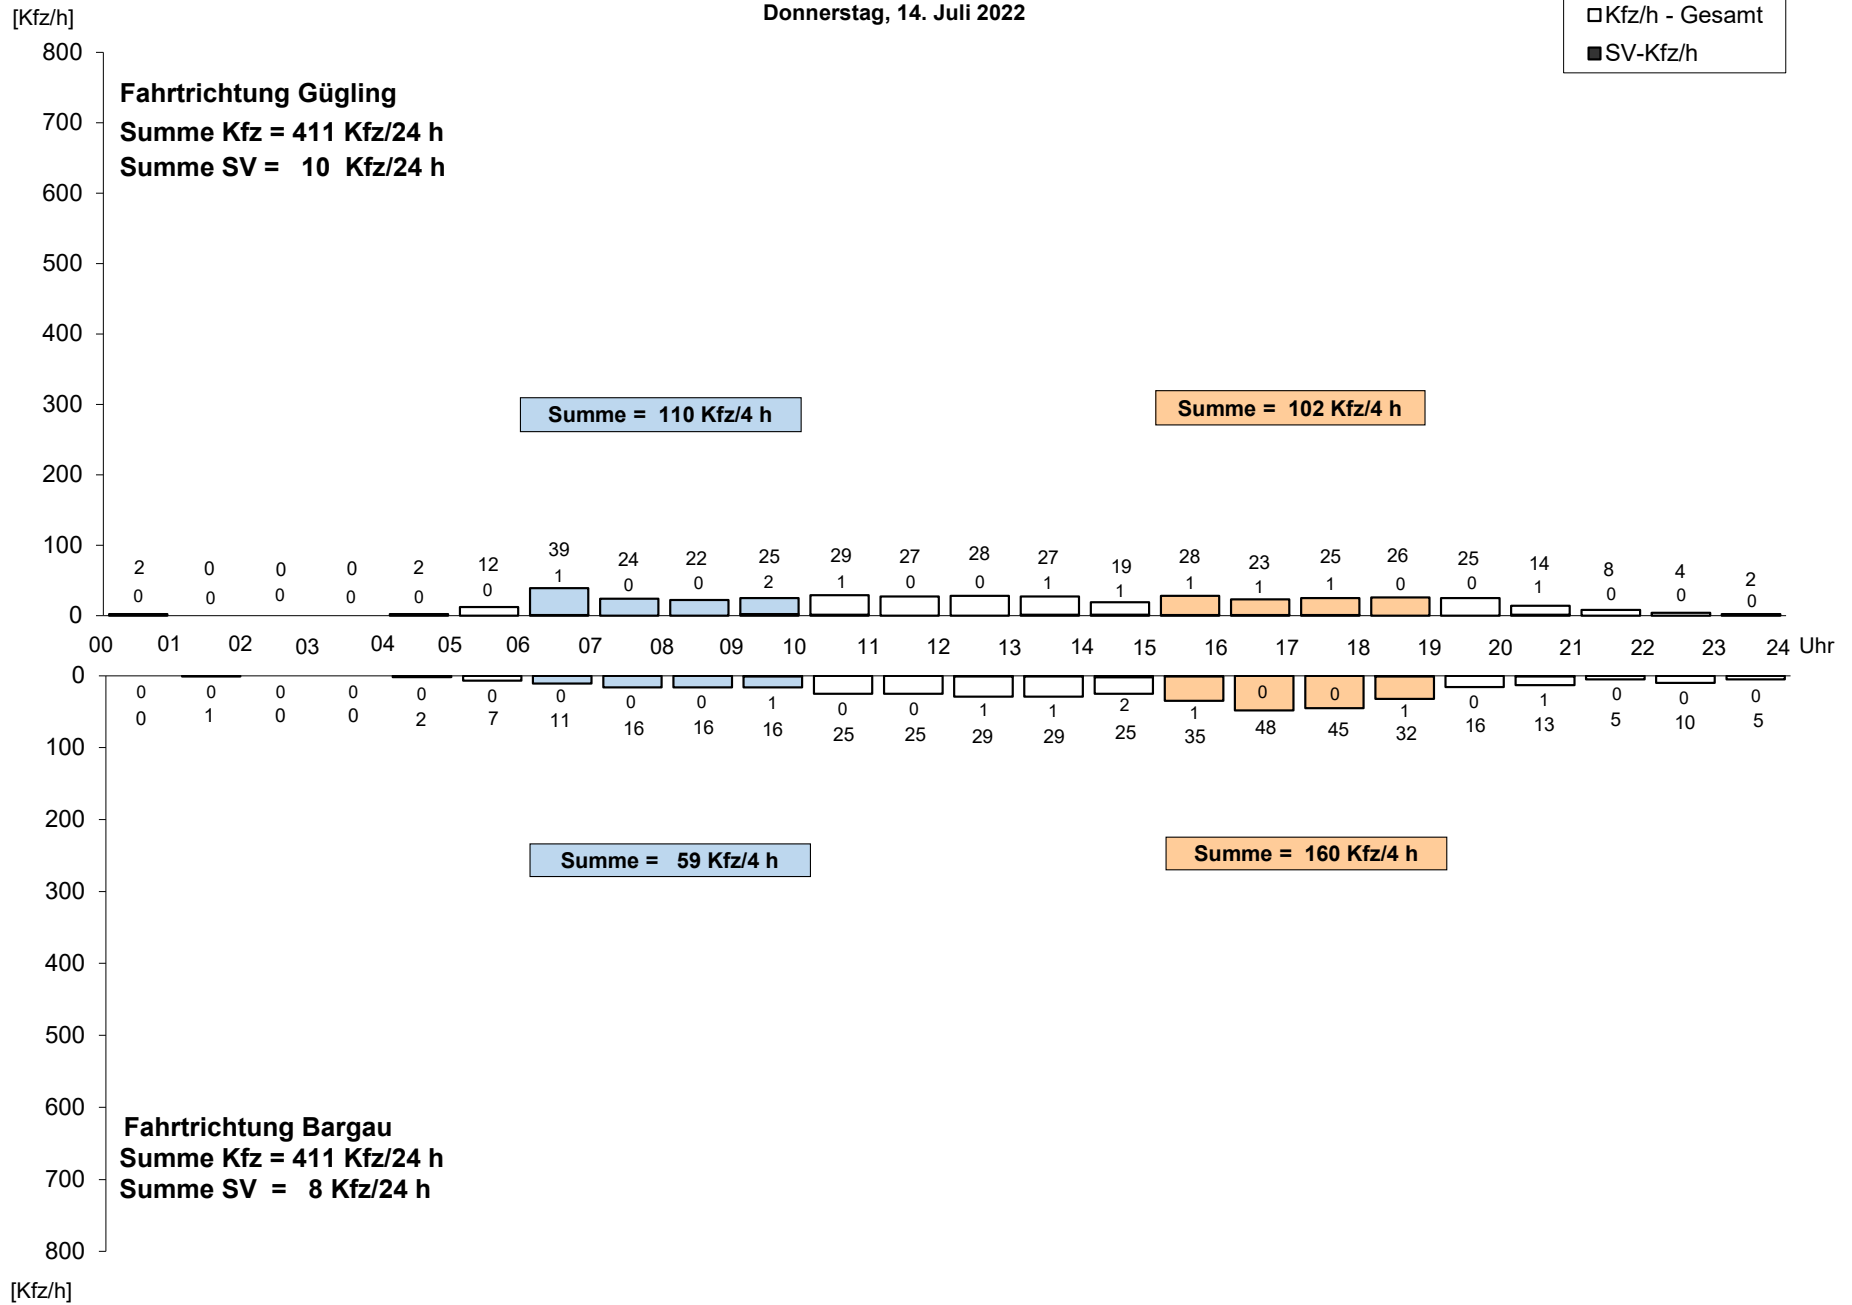 [Kfz/h]
Donnerstag, 14. Juli 2022
Kfz/h - Gesamt
SV-Kfz/h
800
700
600
500
400
300
200
100
0
Fahrtrichtung Gügling
Summe Kfz = 411 Kfz/24 h
Summe SV = 10 Kfz/24 h
Summe = 110 Kfz/4 h
Summe = 102 Kfz/4 h
2 0 0 0 2 12 39 24 22 25 29 27 28 27 19 28 23 25 26 25 14 8 4 2
0 0 0 0 0 0 1 0 0 2 1 0 0 1 1 1 1 1 0 0 1 0 0 0
00 01 02 03 04 05 06 07 08 09 10 11 12 13 14 15 16 17 18 19 20 21 22 23 24 Uhr
0 0 0 0 0 0 0 0 0 1 0 0 1 1 2 1 0 0 1 0 1 0 0 0
0 1 0 0 2 7 11 16 16 16 25 25 29 29 25 35 48 45 32 16 13 5 10 5
0
100
200
300
400
500
600
700
800
Summe = 59 Kfz/4 h
Summe = 160 Kfz/4 h
Fahrtrichtung Bargau
Summe Kfz = 411 Kfz/24 h
Summe SV = 8 Kfz/24 h
[Kfz/h]